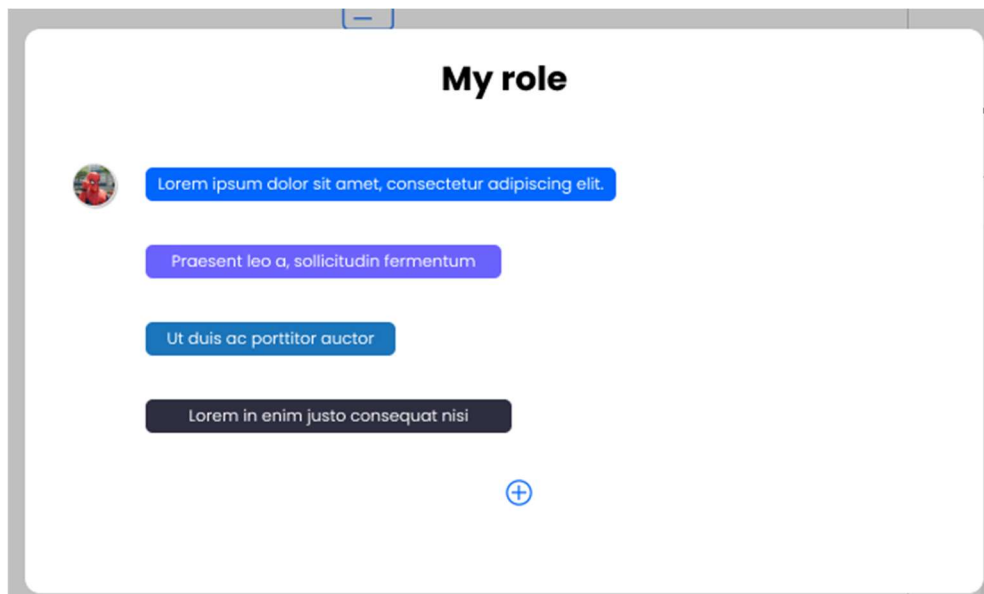 My role
Lorem ipsum dolor sit amet, consectetur adipiscing elit.
Praesent leo a, sollicitudin fermentum
Ut duis ac porttitor auctor
Lorem in enim justo consequat nisi